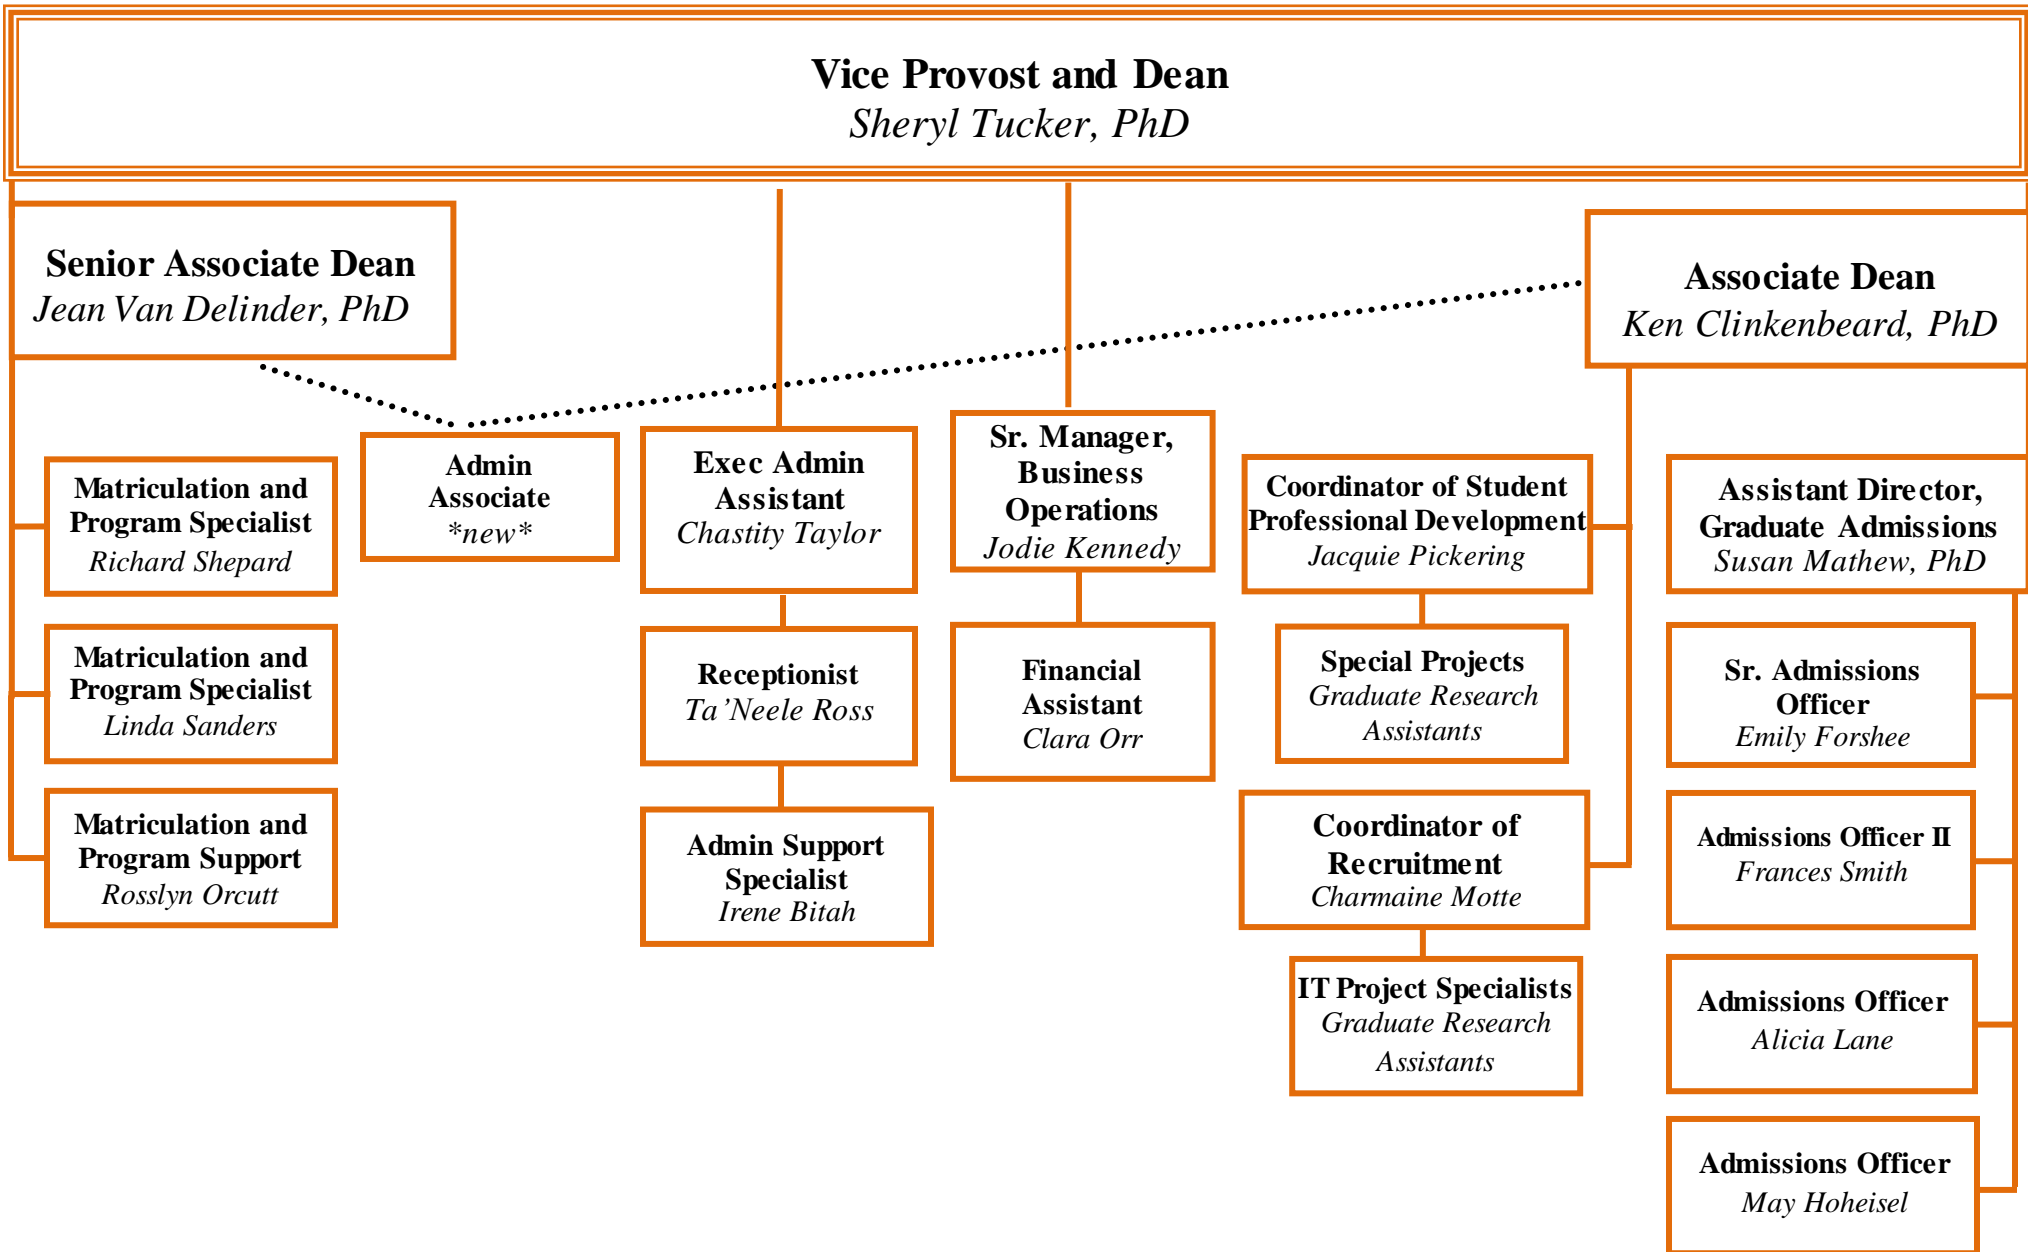 Vice Provost and Dean
Sheryl Tucker, PhD
Senior Associate Dean
Jean Van Delinder, PhD
Associate Dean
Ken Clinkenbeard, PhD
Matriculation and
Program Specialist
Richard Shepard
Admin
Associate
*new*
Exec Admin
Assistant
Chastity Taylor
Sr. Manager,
Business
Operations
Jodie Kennedy
Coordinator of Student
Professional Development
Jacquie Pickering
Assistant Director,
Graduate Admissions
Susan Mathew, PhD
Matriculation and
Program Specialist
Linda Sanders
Receptionist
Ta’Neele Ross
Financial
Assistant
Clara Orr
Special Projects
Graduate Research
Assistants
Sr. Admissions
Officer
Emily Forshee
Matriculation and
Program Support
Rosslyn Orcutt
Admin Support
Specialist
Irene Bitah
Coordinator of
Recruitment
Charmaine Motte
Admissions Officer II
Frances Smith
IT Project Specialists
Graduate Research
Assistants
Admissions Officer
Alicia Lane
Admissions Officer
May Hoheisel